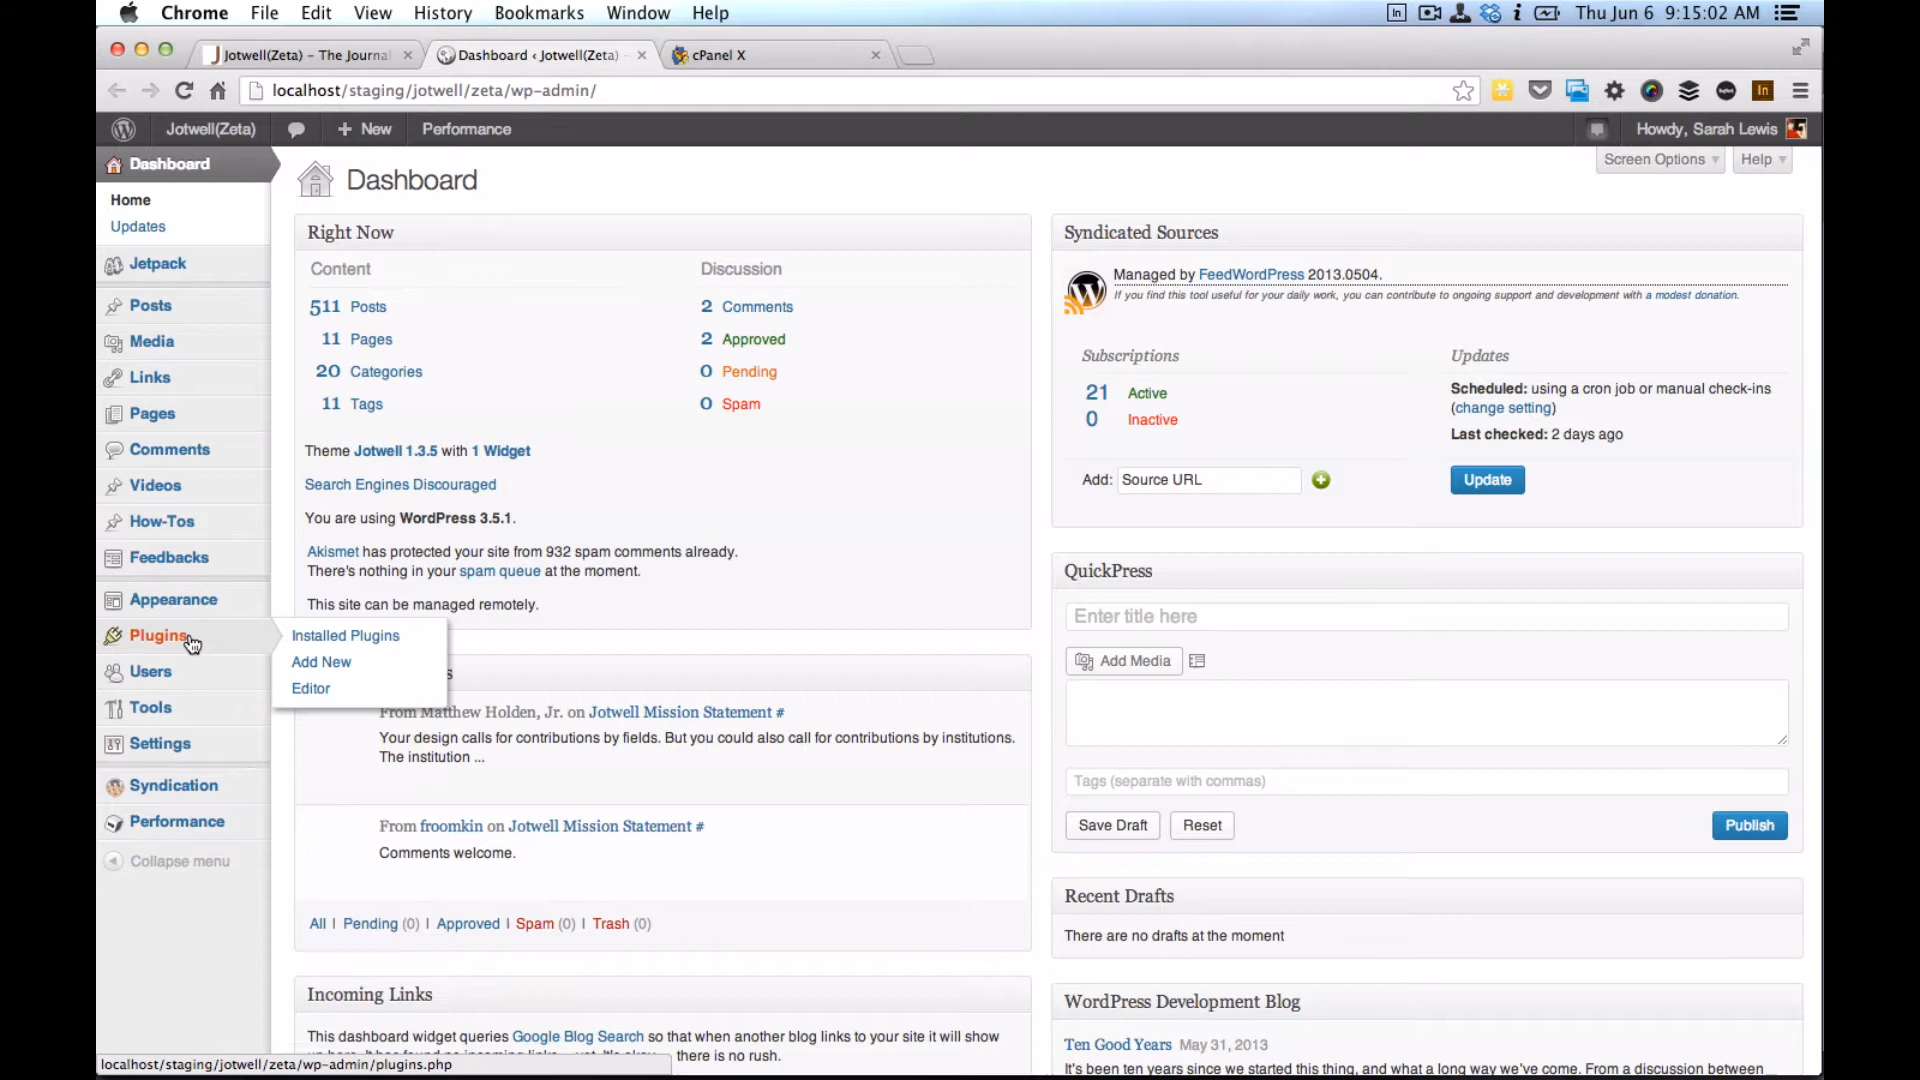 Chrome File Edit View History Bookmarks Window Help
In Thu Jun 6 9:15:02 AM
Jotwell(Zeta) – The Journal
Dashboard ‹ Jotwell(Zeta)
cPanel X
localhost/staging/jotwell/zeta/wp-admin/
In
Jotwell(Zeta) + New Performance
Howdy, Sarah Lewis
Dashboard
Home
Updates
Jetpack
Posts
Media
Links
Pages
Comments
Videos
How-Tos
Feedbacks
Appearance
Plugins
Users
Tools
Settings
Syndication
Performance
Collapse menu
Installed Plugins
Add New
Editor
Screen Options Help
Dashboard
Right Now
Content
511 Posts
11 Pages
20 Categories
11 Tags
Discussion
2 Comments
2 Approved
0 Pending
0 Spam
Theme Jotwell 1.3.5 with 1 Widget
Search Engines Discouraged
You are using WordPress 3.5.1.
Akismet has protected your site from 932 spam comments already.
There's nothing in your spam queue at the moment.
This site can be managed remotely.
From Matthew Holden, Jr. on Jotwell Mission Statement #
Your design calls for contributions by fields. But you could also call for contributions by institutions.
The institution ...
From froomkin on Jotwell Mission Statement #
Comments welcome.
All | Pending (0) | Approved | Spam (0) | Trash (0)
Incoming Links
This dashboard widget queries Google Blog Search so that when another blog links to your site it will show
there is no rush.
Syndicated Sources
Managed by FeedWordPress 2013.0504.
If you find this tool useful for your daily work, you can contribute to ongoing support and development with a modest donation.
Subscriptions
21 Active
0 Inactive
Updates
Scheduled: using a cron job or manual check-ins
(change setting)
Last checked: 2 days ago
Add: Source URL
Update
QuickPress
Enter title here
Add Media
Tags (separate with commas)
Save Draft Reset Publish
Recent Drafts
There are no drafts at the moment
WordPress Development Blog
Ten Good Years May 31, 2013
It's been ten years since we started this thing, and what a long way we've come. From a discussion between
localhost/staging/jotwell/zeta/wp-admin/plugins.php